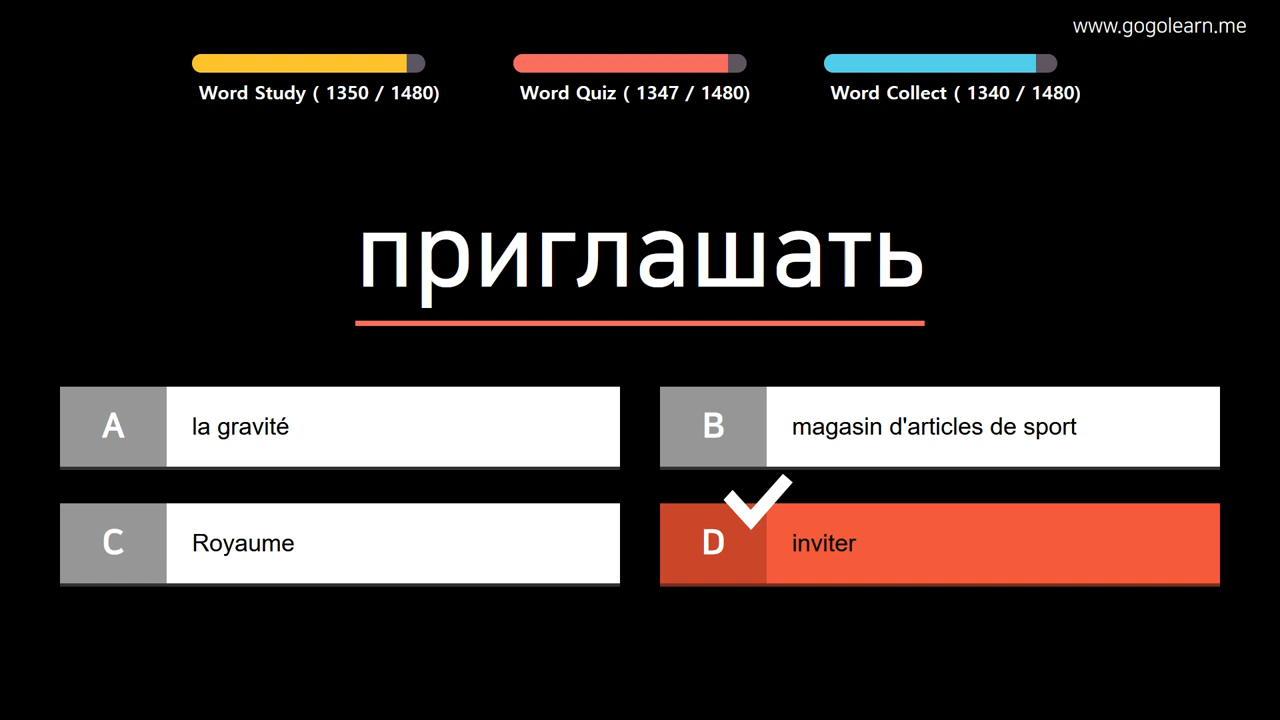 www.gogolearn.me
Word Study ( 1350 / 1480)
Word Quiz ( 1347 / 1480)
Word Collect ( 1340 / 1480)
приглашать
A la gravité
B magasin d'articles de sport
C Royaume
D inviter